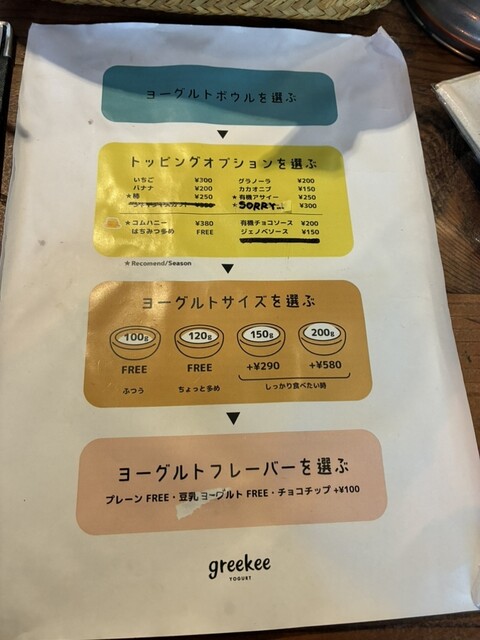 ヨーグルトボウルを選ぶ
トッピングオプションを選ぶ
いちご ¥300 グラノーラ ¥200
バナナ ¥200 カカオニブ ¥150
★柿 ¥250 ★有機アサイー ¥250
★SORRY ¥300
★コムハニー ¥380 有機チョコソース ¥200
はちみつ多め FREE ジェノベソース ¥150
★Recomend/Season
ヨーグルトサイズを選ぶ
100g 120g 150g 200g
FREE FREE +¥290 +¥580
ふつう ちょっと多め しっかり食べたい時
ヨーグルトフレーバーを選ぶ
プレーン FREE・豆乳ヨーグルト FREE・チョコチップ +¥100
greekee
YOGURT